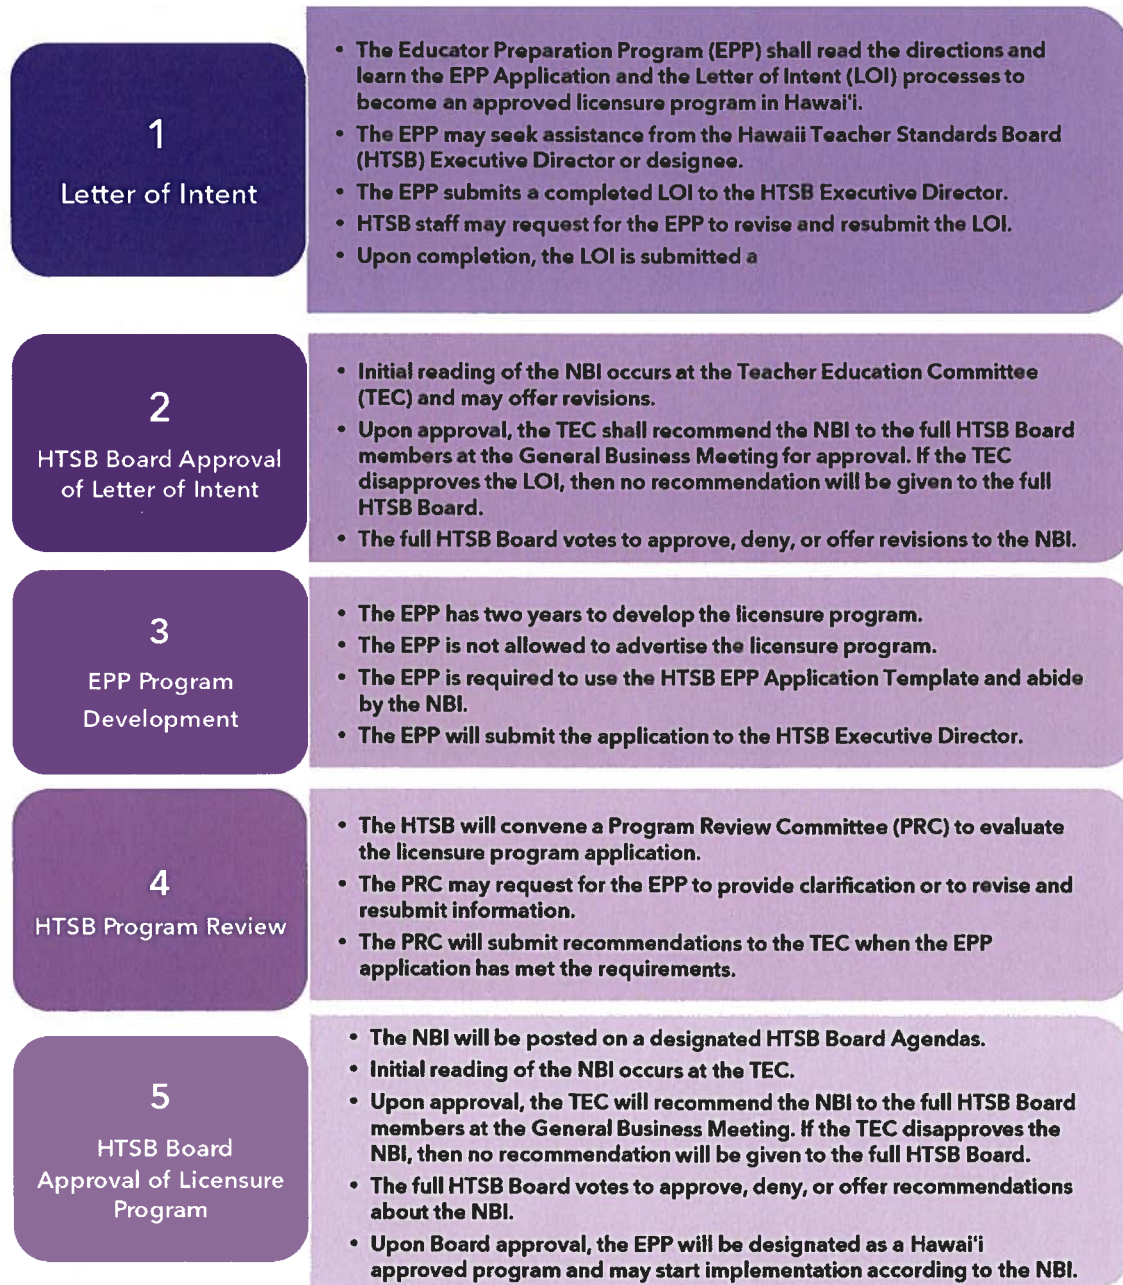 1
Letter of Intent
• The Educator Preparation Program (EPP) shall read the directions and
learn the EPP Application and the Letter of Intent (LOI) processes to
become an approved licensure program in Hawai'i.
• The EPP may seek assistance from the Hawaii Teacher Standards Board
(HTSB) Executive Director or designee.
• The EPP submits a completed LOI to the HTSB Executive Director.
• HTSB staff may request for the EPP to revise and resubmit the LOI.
• Upon completion, the LOI is submitted a
2
HTSB Board Approval
of Letter of Intent
• Initial reading of the NBI occurs at the Teacher Education Committee
(TEC) and may offer revisions.
• Upon approval, the TEC shall recommend the NBI to the full HTSB Board
members at the General Business Meeting for approval. If the TEC
disapproves the LOI, then no recommendation will be given to the full
HTSB Board.
• The full HTSB Board votes to approve, deny, or offer revisions to the NBI.
3
EPP Program
Development
• The EPP has two years to develop the licensure program.
• The EPP is not allowed to advertise the licensure program.
• The EPP is required to use the HTSB EPP Application Template and abide
by the NBI.
• The EPP will submit the application to the HTSB Executive Director.
4
HTSB Program Review
• The HTSB will convene a Program Review Committee (PRC) to evaluate
the licensure program application.
• The PRC may request for the EPP to provide clarification or to revise and
resubmit information.
• The PRC will submit recommendations to the TEC when the EPP
application has met the requirements.
5
HTSB Board
Approval of Licensure
Program
• The NBI will be posted on a designated HTSB Board Agendas.
• Initial reading of the NBI occurs at the TEC.
• Upon approval, the TEC will recommend the NBI to the full HTSB Board
members at the General Business Meeting. If the TEC disapproves the
NBI, then no recommendation will be given to the full HTSB Board.
• The full HTSB Board votes to approve, deny, or offer recommendations
about the NBI.
• Upon Board approval, the EPP will be designated as a Hawai'i
approved program and may start implementation according to the NBI.